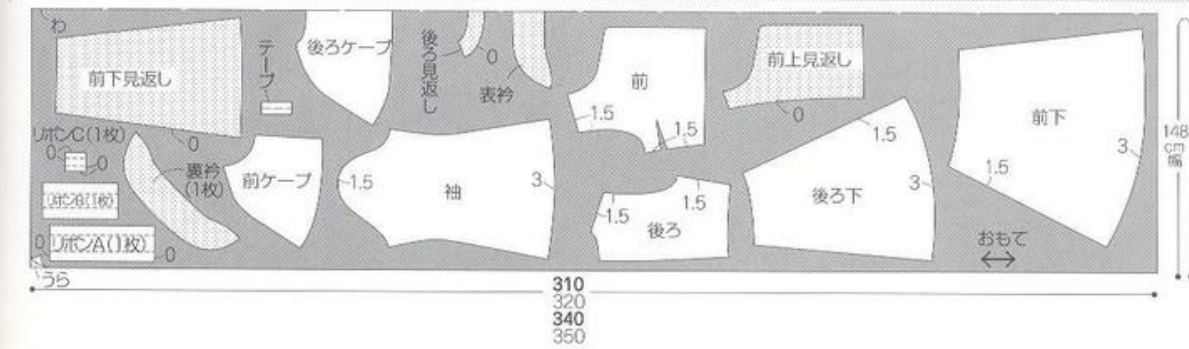 わ
前下見返し
0
テープ
後ろケープ
後ろ見返し
0
表衿
前
1.5
1.5
前上見返し
0
前下
1.5
3
148
cm
幅
リボンC(1枚)
0
0
リボンB(1枚)
0
リボンA(1枚)
0
うら
裏衿
(1枚)
前ケープ
1.5
袖
3
1.5
1.5
後ろ
1.5
後ろ下
3
おもて
310
320
340
350